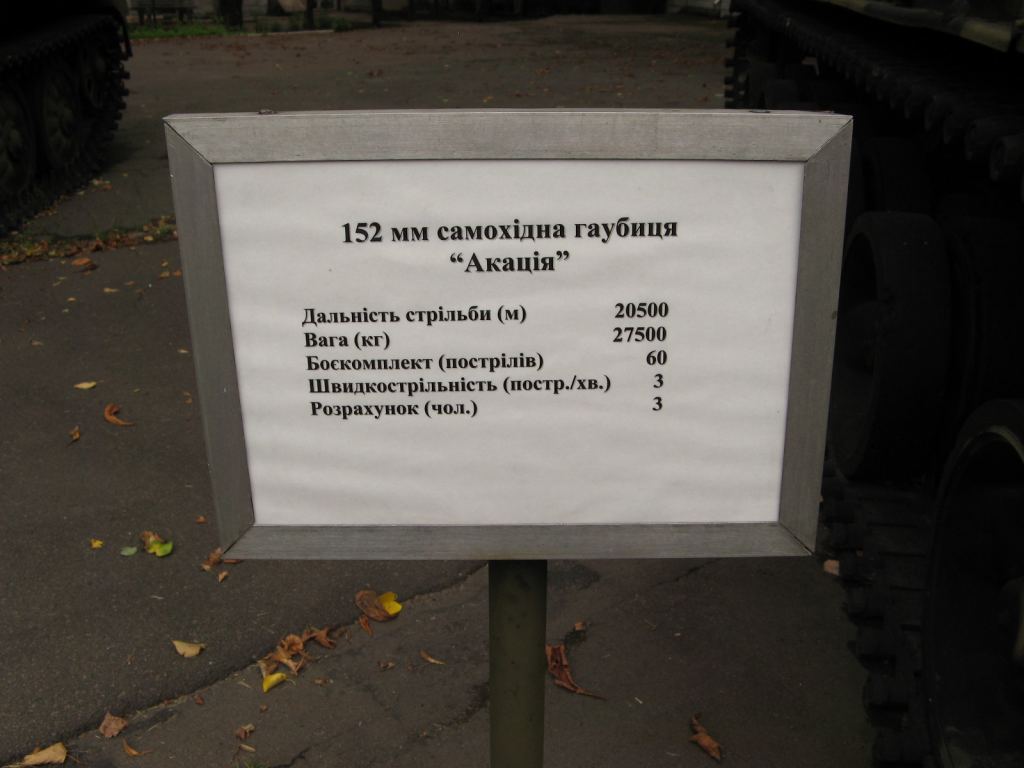 152 мм самохідна гаубиця
“Акація”
Дальність стрільби (м) 20500
Вага (кг) 27500
Боєкомплект (пострілів) 60
Швидкострільність (постр./хв.) 3
Розрахунок (чол.) 3